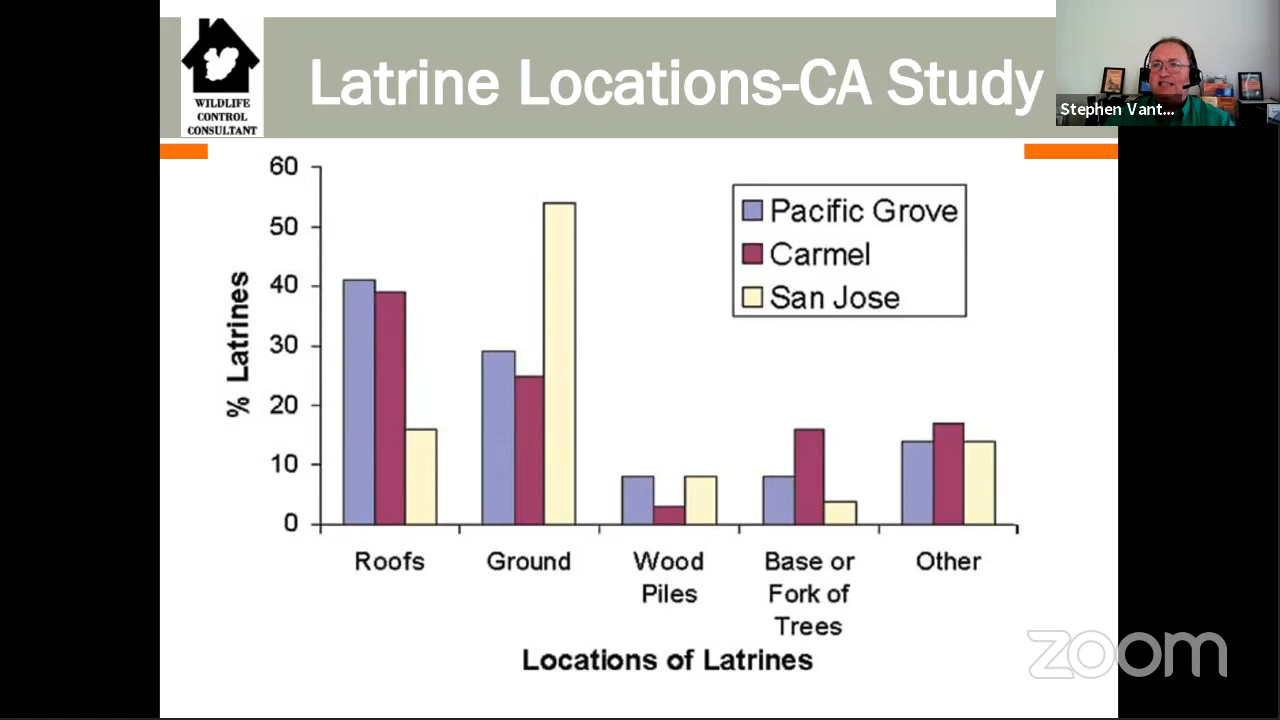 WILDLIFE
CONTROL
CONSULTANT
Latrine Locations-CA Study
Stephen Vant...
60
50
40
30
20
10
0
% Latrines
Pacific Grove
Carmel
San Jose
Roofs
Ground
Wood
Piles
Base or
Fork of
Trees
Other
Locations of Latrines
zoom